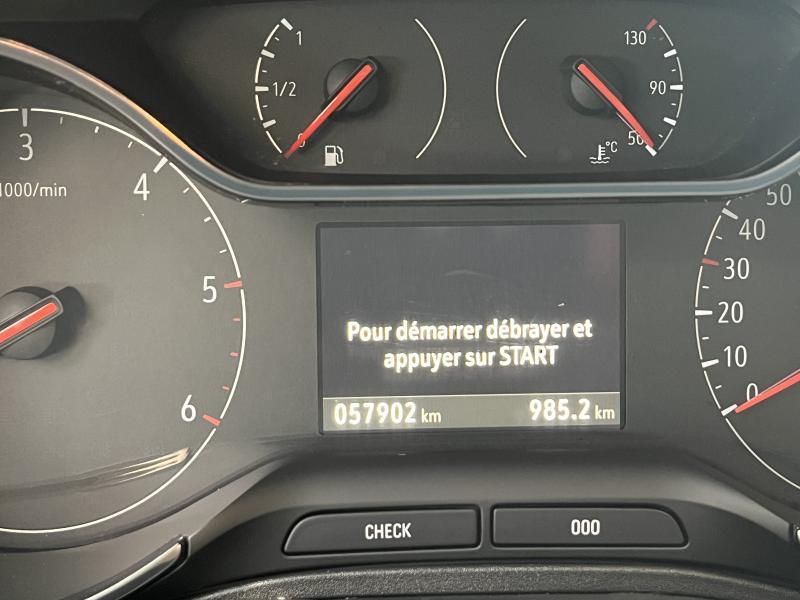 1
1/2
0
130
90
50
°C
3
4
5
6
1000/min
50
40
30
20
10
0
Pour démarrer débrayer et
appuyer sur START
057902 km
985.2 km
CHECK
000